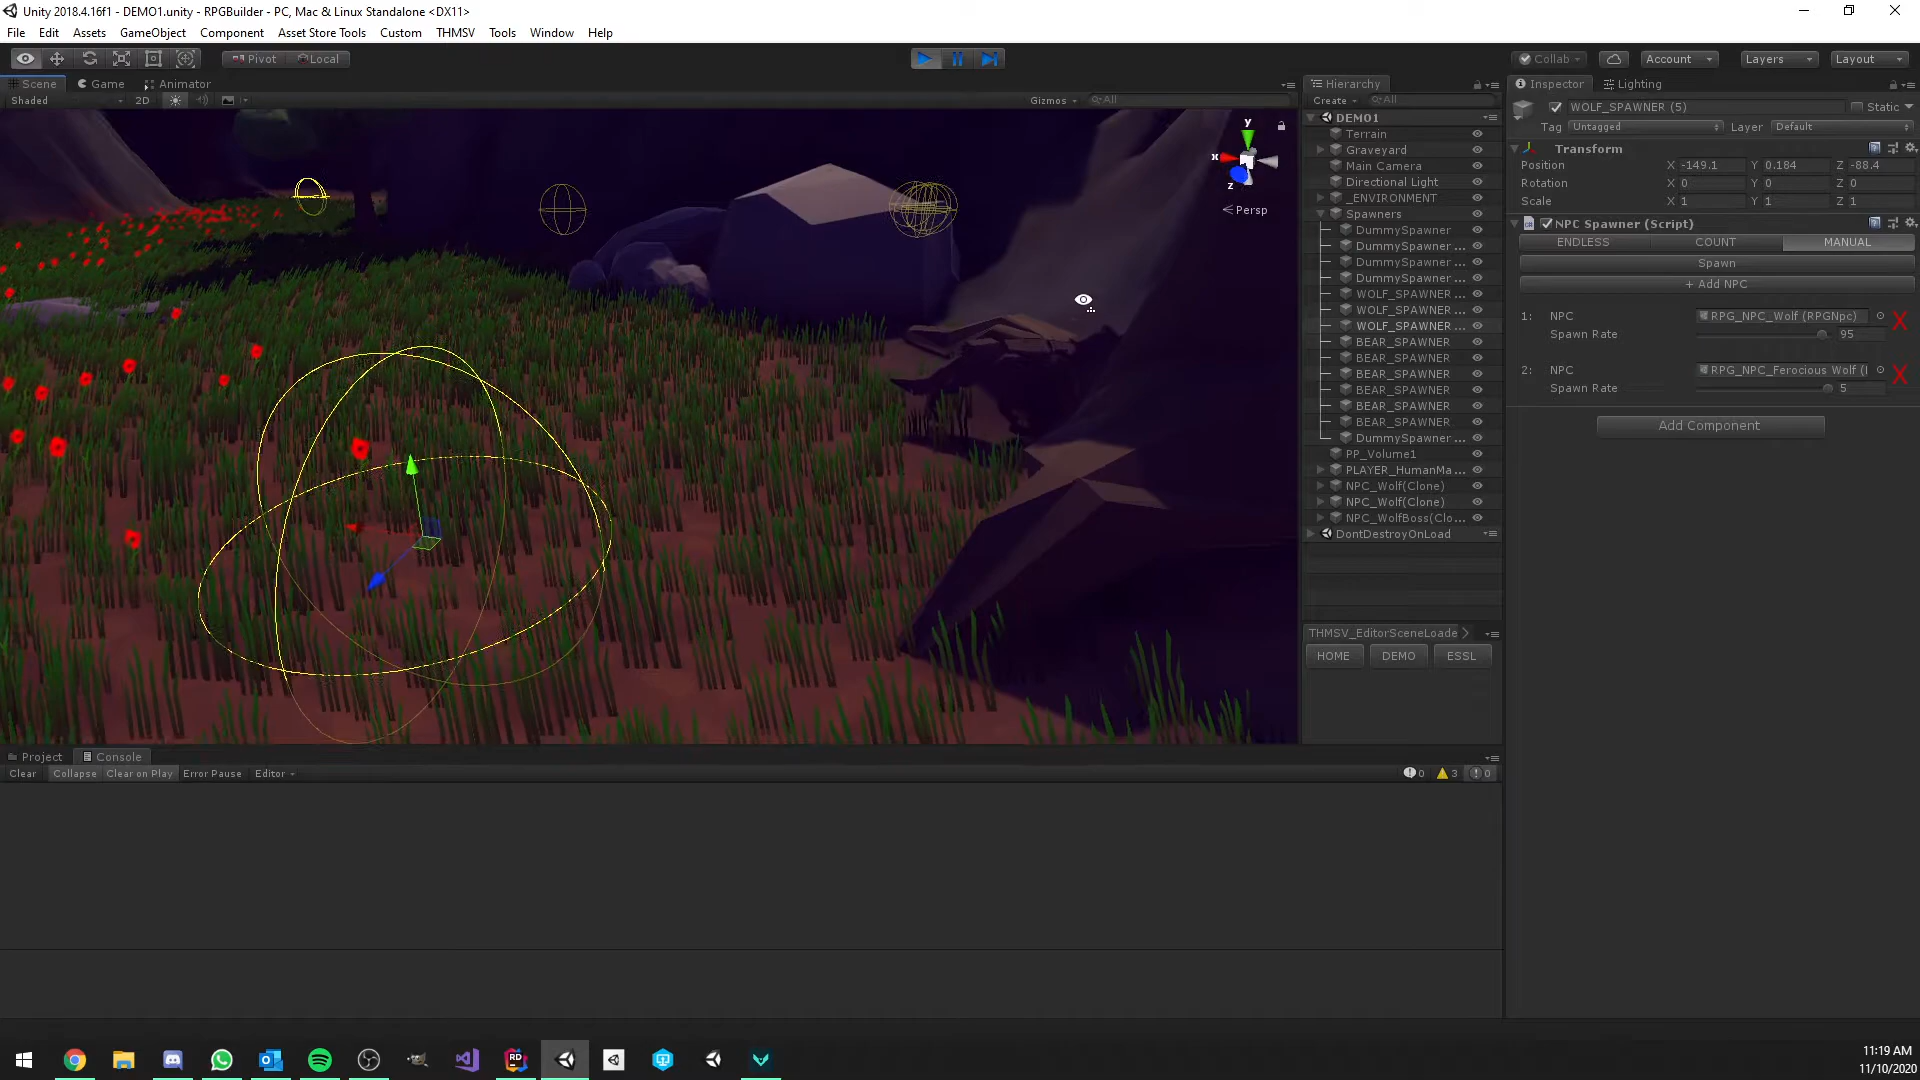 Unity 2018.4.16f1 - DEMO1.unity - RPGBuilder - PC, Mac & Linux Standalone <DX11>
File Edit Assets GameObject Component Asset Store Tools Custom THMSV Tools Window Help
Pivot Local Collab Account Layers Layout
Scene Game Animator
Shaded 2D Gizmos All
y
x
z
Persp
Hierarchy
Create All
DEMO1
Terrain
Graveyard
Main Camera
Directional Light
_ENVIRONMENT
Spawners
DummySpawner
DummySpawner ...
DummySpawner ...
DummySpawner ...
WOLF_SPAWNER ...
WOLF_SPAWNER ...
WOLF_SPAWNER ...
BEAR_SPAWNER
BEAR_SPAWNER
BEAR_SPAWNER
BEAR_SPAWNER
BEAR_SPAWNER
BEAR_SPAWNER
DummySpawner ...
PP_Volume1
PLAYER_HumanMa...
NPC_Wolf(Clone)
NPC_Wolf(Clone)
NPC_WolfBoss(Clo...
DontDestroyOnLoad
THMSV_EditorSceneLoade
HOME DEMO ESSL
Inspector Lighting
WOLF_SPAWNER (5) Static
Tag Untagged Layer Default
Transform
Position X -149.1 Y 0.184 Z -88.4
Rotation X 0 Y 0 Z 0
Scale X 1 Y 1 Z 1
NPC Spawner (Script)
ENDLESS COUNT MANUAL
Spawn
+ Add NPC
1: NPC RPG_NPC_Wolf (RPGNpc) X
Spawn Rate 95
2: NPC RPG_NPC_Ferocious Wolf (I X
Spawn Rate 5
Add Component
Project Console
Clear Collapse Clear on Play Error Pause Editor 0 3 0
RD
11:19 AM
11/10/2020